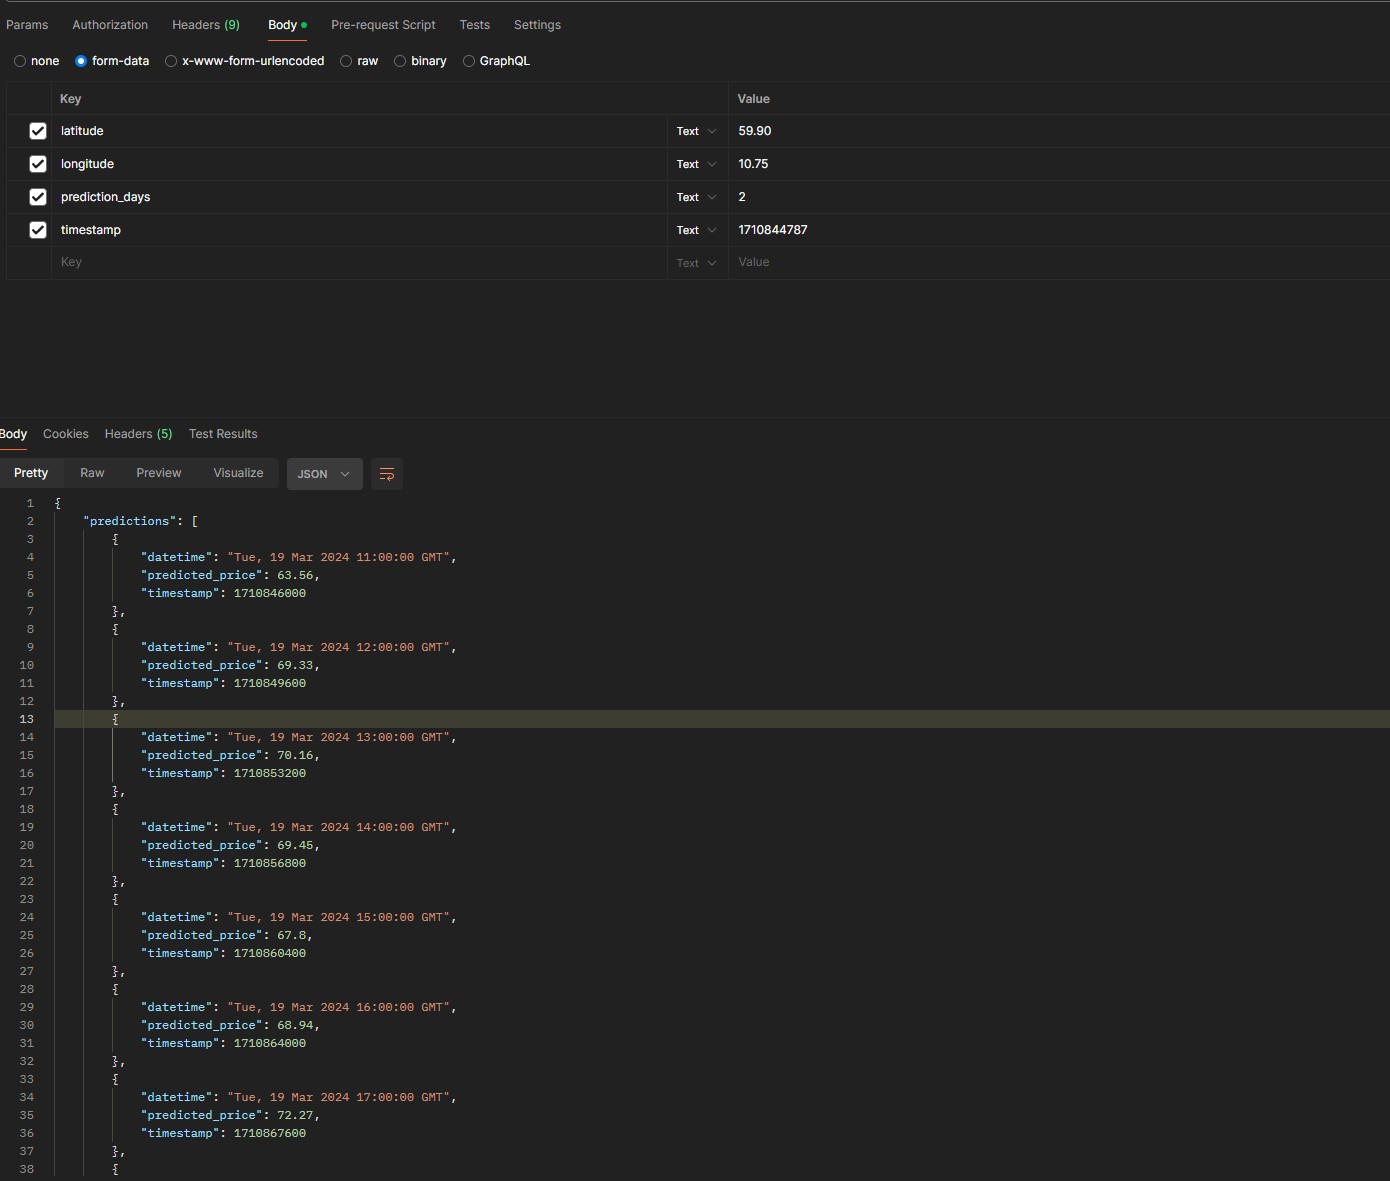 Params Authorization Headers (9) Body Pre-request Script Tests Settings
none form-data x-www-form-urlencoded raw binary GraphQL
Key Value
latitude Text 59.90
longitude Text 10.75
prediction_days Text 2
timestamp Text 1710844787
Key Text Value
Body Cookies Headers (5) Test Results
Pretty Raw Preview Visualize JSON
1 {
2 "predictions": [
3 {
4 "datetime": "Tue, 19 Mar 2024 11:00:00 GMT",
5 "predicted_price": 63.56,
6 "timestamp": 1710846000
7 },
8 {
9 "datetime": "Tue, 19 Mar 2024 12:00:00 GMT",
10 "predicted_price": 69.33,
11 "timestamp": 1710849600
12 },
13 {
14 "datetime": "Tue, 19 Mar 2024 13:00:00 GMT",
15 "predicted_price": 70.16,
16 "timestamp": 1710853200
17 },
18 {
19 "datetime": "Tue, 19 Mar 2024 14:00:00 GMT",
20 "predicted_price": 69.45,
21 "timestamp": 1710856800
22 },
23 {
24 "datetime": "Tue, 19 Mar 2024 15:00:00 GMT",
25 "predicted_price": 67.8,
26 "timestamp": 1710860400
27 },
28 {
29 "datetime": "Tue, 19 Mar 2024 16:00:00 GMT",
30 "predicted_price": 68.94,
31 "timestamp": 1710864000
32 },
33 {
34 "datetime": "Tue, 19 Mar 2024 17:00:00 GMT",
35 "predicted_price": 72.27,
36 "timestamp": 1710867600
37 },
38 {